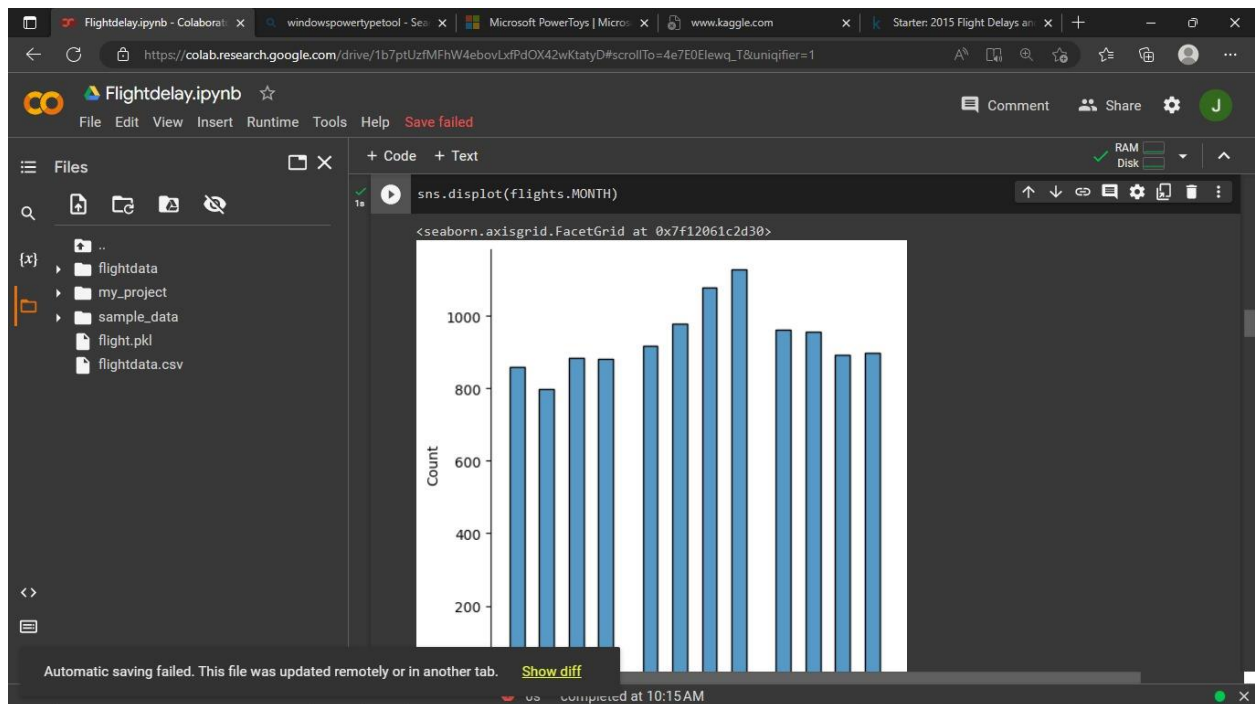 Flightdelay.ipynb - Colaborato
windowspowertypetool - Sea
Microsoft PowerToys | Micros
www.kaggle.com
Starter: 2015 Flight Delays an
https://colab.research.google.com/drive/1b7ptUzfMFhW4ebovLxfPdOX42wKtatyD#scrollTo=4e7E0EIewq_T&uniqifier=1
CO
Flightdelay.ipynb
Comment
Share
J
File Edit View Insert Runtime Tools Help Save failed
+ Code + Text
RAM
Disk
Files
1s
sns.displot(flights.MONTH)
<seaborn.axisgrid.FacetGrid at 0x7f12061c2d30>
{x}
..
flightdata
my_project
sample_data
flight.pkl
flightdata.csv
1000
800
600
400
200
Count
Automatic saving failed. This file was updated remotely or in another tab. Show diff
completed at 10:15 AM